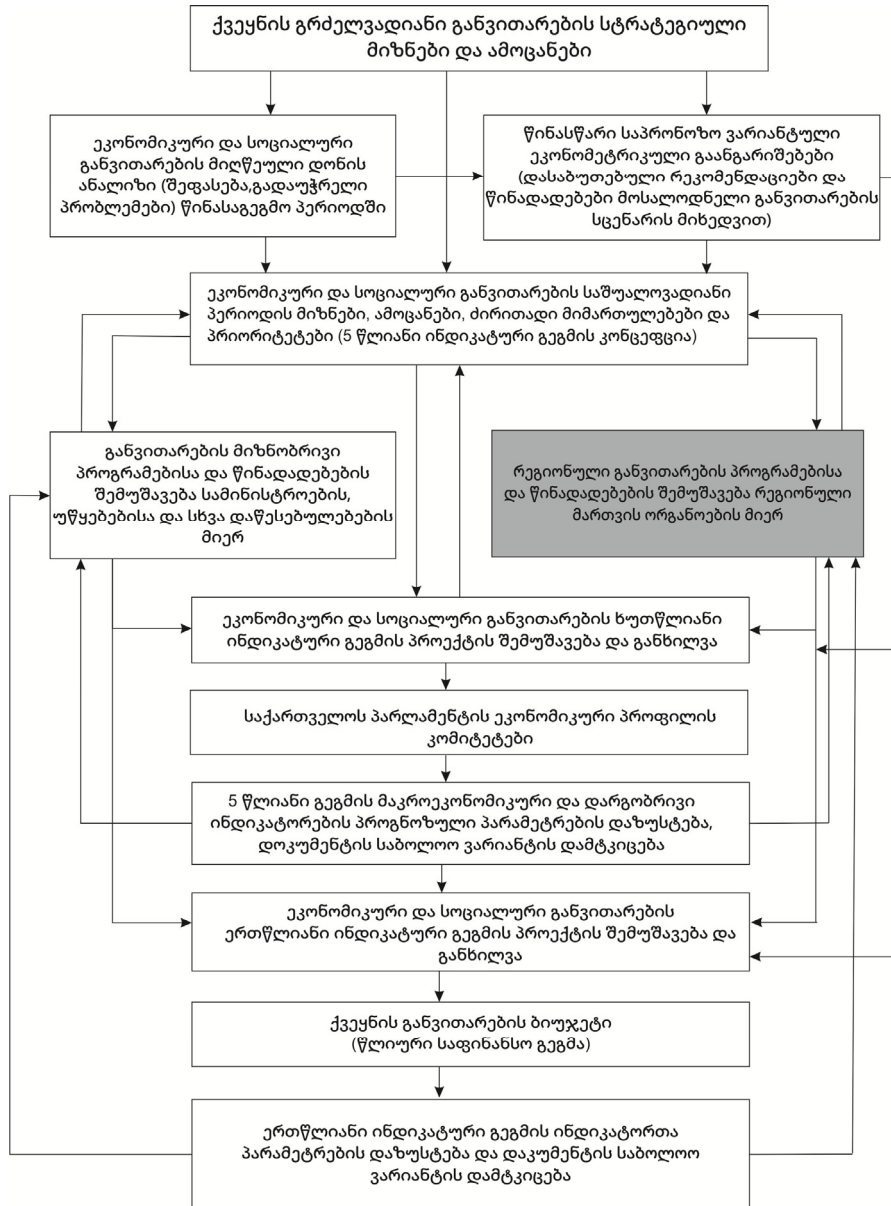 ქვეყნის გრძელვადიანი განვითარების სტრატეგიული
მიზნები და ამოცანები
ეკონომიკური და სოციალური
განვითარების მიღწეული დონის
ანალიზი (შეფასება,გადაუჭრელი
პრობლემები) წინასაგეგმო პერიოდში
წინასწარი საპრონოზო ვარიანტული
ეკონომეტრიკული გაანგარიშებები
(დასაბუთებული რეკომენდაციები და
წინადადებები მოსალოდნელი განვითარების
სცენარის მიხედვით)
ეკონომიკური და სოციალური განვითარების საშუალოვადიანი
პერიოდის მიზნები, ამოცანები, ძირითადი მიმართულებები და
პრიორიტეტები (5 წლიანი ინდიკატური გეგმის კონცეფცია)
განვითარების მიზნობრივი
პროგრამებისა და წინადადებების
შემუშავება სამინისტროების,
უწყებებისა და სხვა დაწესებულებების
მიერ
რეგიონული განვითარების პროგრამებისა
და წინადადებების შემუშავება რეგიონული
მართვის ორგანოების მიერ
ეკონომიკური და სოციალური განვითარების ხუთწლიანი
ინდიკატური გეგმის პროექტის შემუშავება და განხილვა
საქართველოს პარლამენტის ეკონომიკური პროფილის
კომიტეტები
5 წლიანი გეგმის მაკროეკონომიკური და დარგობრივი
ინდიკატორების პროგნოზული პარამეტრების დაზუსტება,
დოკუმენტის საბოლოო ვარიანტის დამტკიცება
ეკონომიკური და სოციალური განვითარების
ერთწლიანი ინდიკატური გეგმის პროექტის შემუშავება და
განხილვა
ქვეყნის განვითარების ბიუჯეტი
(წლიური საფინანსო გეგმა)
ერთწლიანი ინდიკატური გეგმის ინდიკატორთა
პარამეტრების დაზუსტება და დაკუმენტის საბოლოო
ვარიანტის დამტკიცება